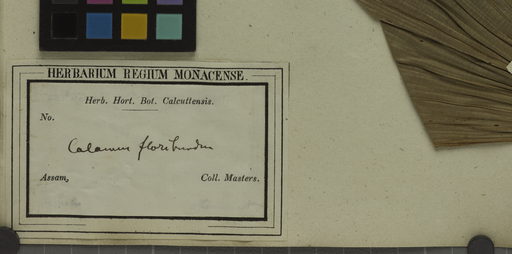 HERBARIUM REGIUM MONACENSE.
Herb. Hort. Bot. Calcuttensis.
No.
Calamus floribundus
Assam, Coll. Masters.